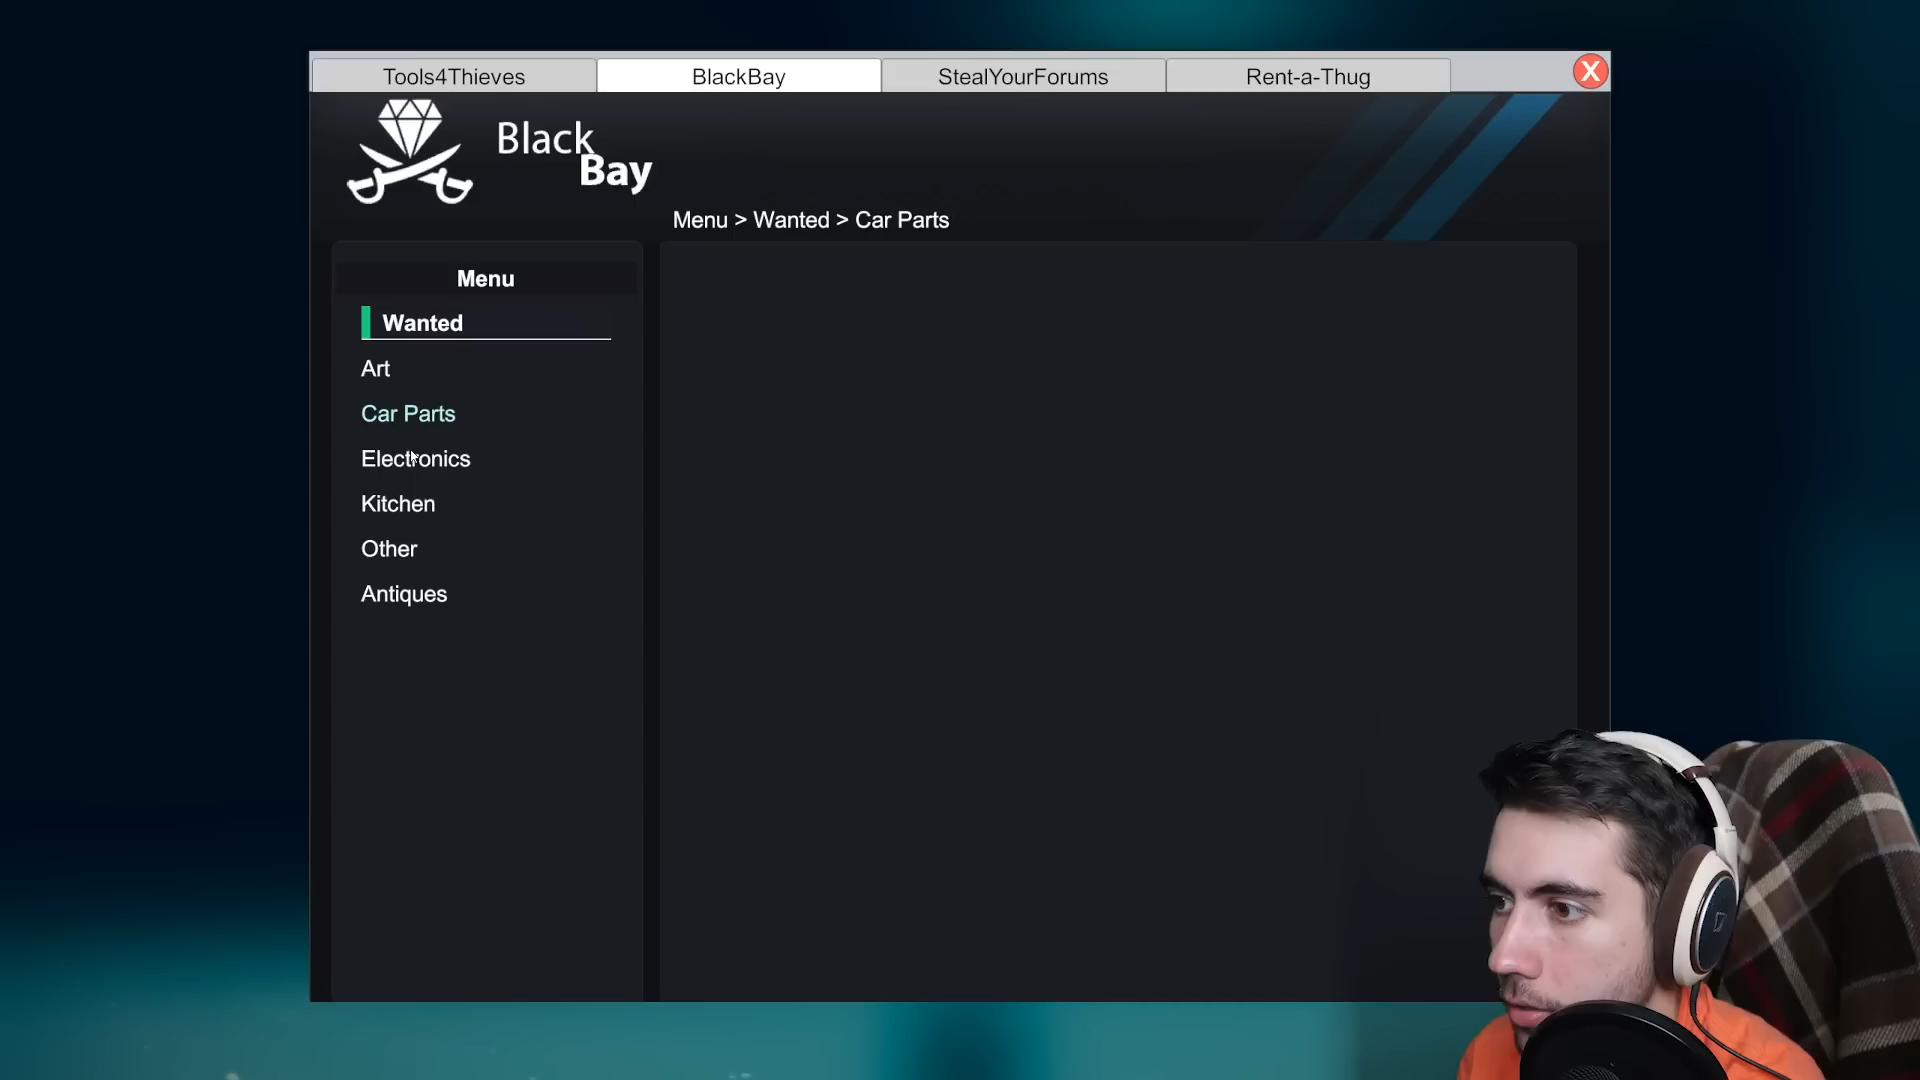 Tools4Thieves
BlackBay
StealYourForums
Rent-a-Thug
X
Black
Bay
Menu > Wanted > Car Parts
Menu
Wanted
Art
Car Parts
Electronics
Kitchen
Other
Antiques